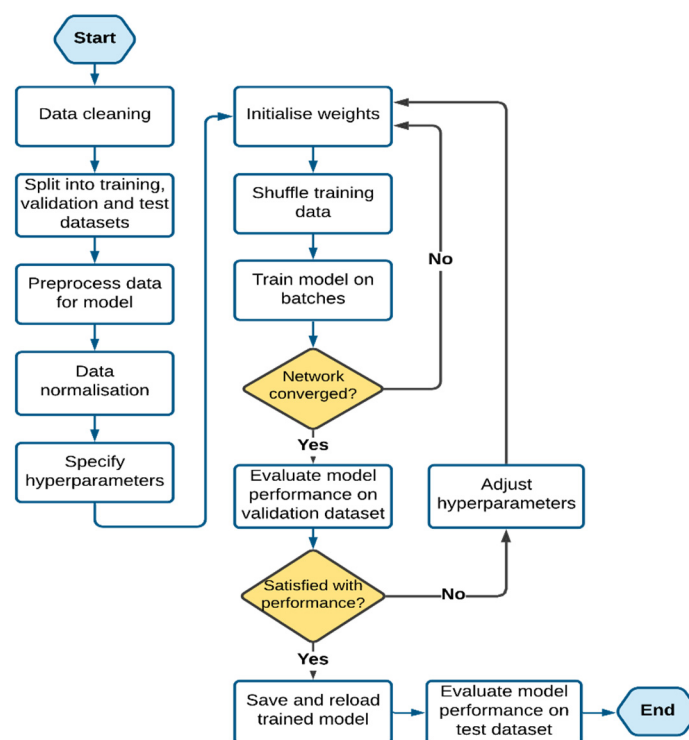 Start
Data cleaning
Split into training,
validation and test
datasets
Preprocess data
for model
Data
normalisation
Specify
hyperparameters
Initialise weights
Shuffle training
data
Train model on
batches
Network
converged?
No
Yes
Evaluate model
performance on
validation dataset
Adjust
hyperparameters
Satisfied with
performance?
No
Yes
Save and reload
trained model
Evaluate model
performance on
test dataset
End